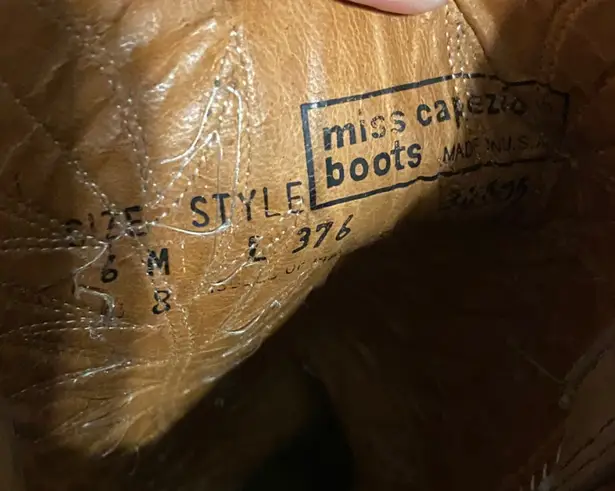 miss capezio
boots MADE IN U.S.A.
SIZE STYLE
6 M L 376
8